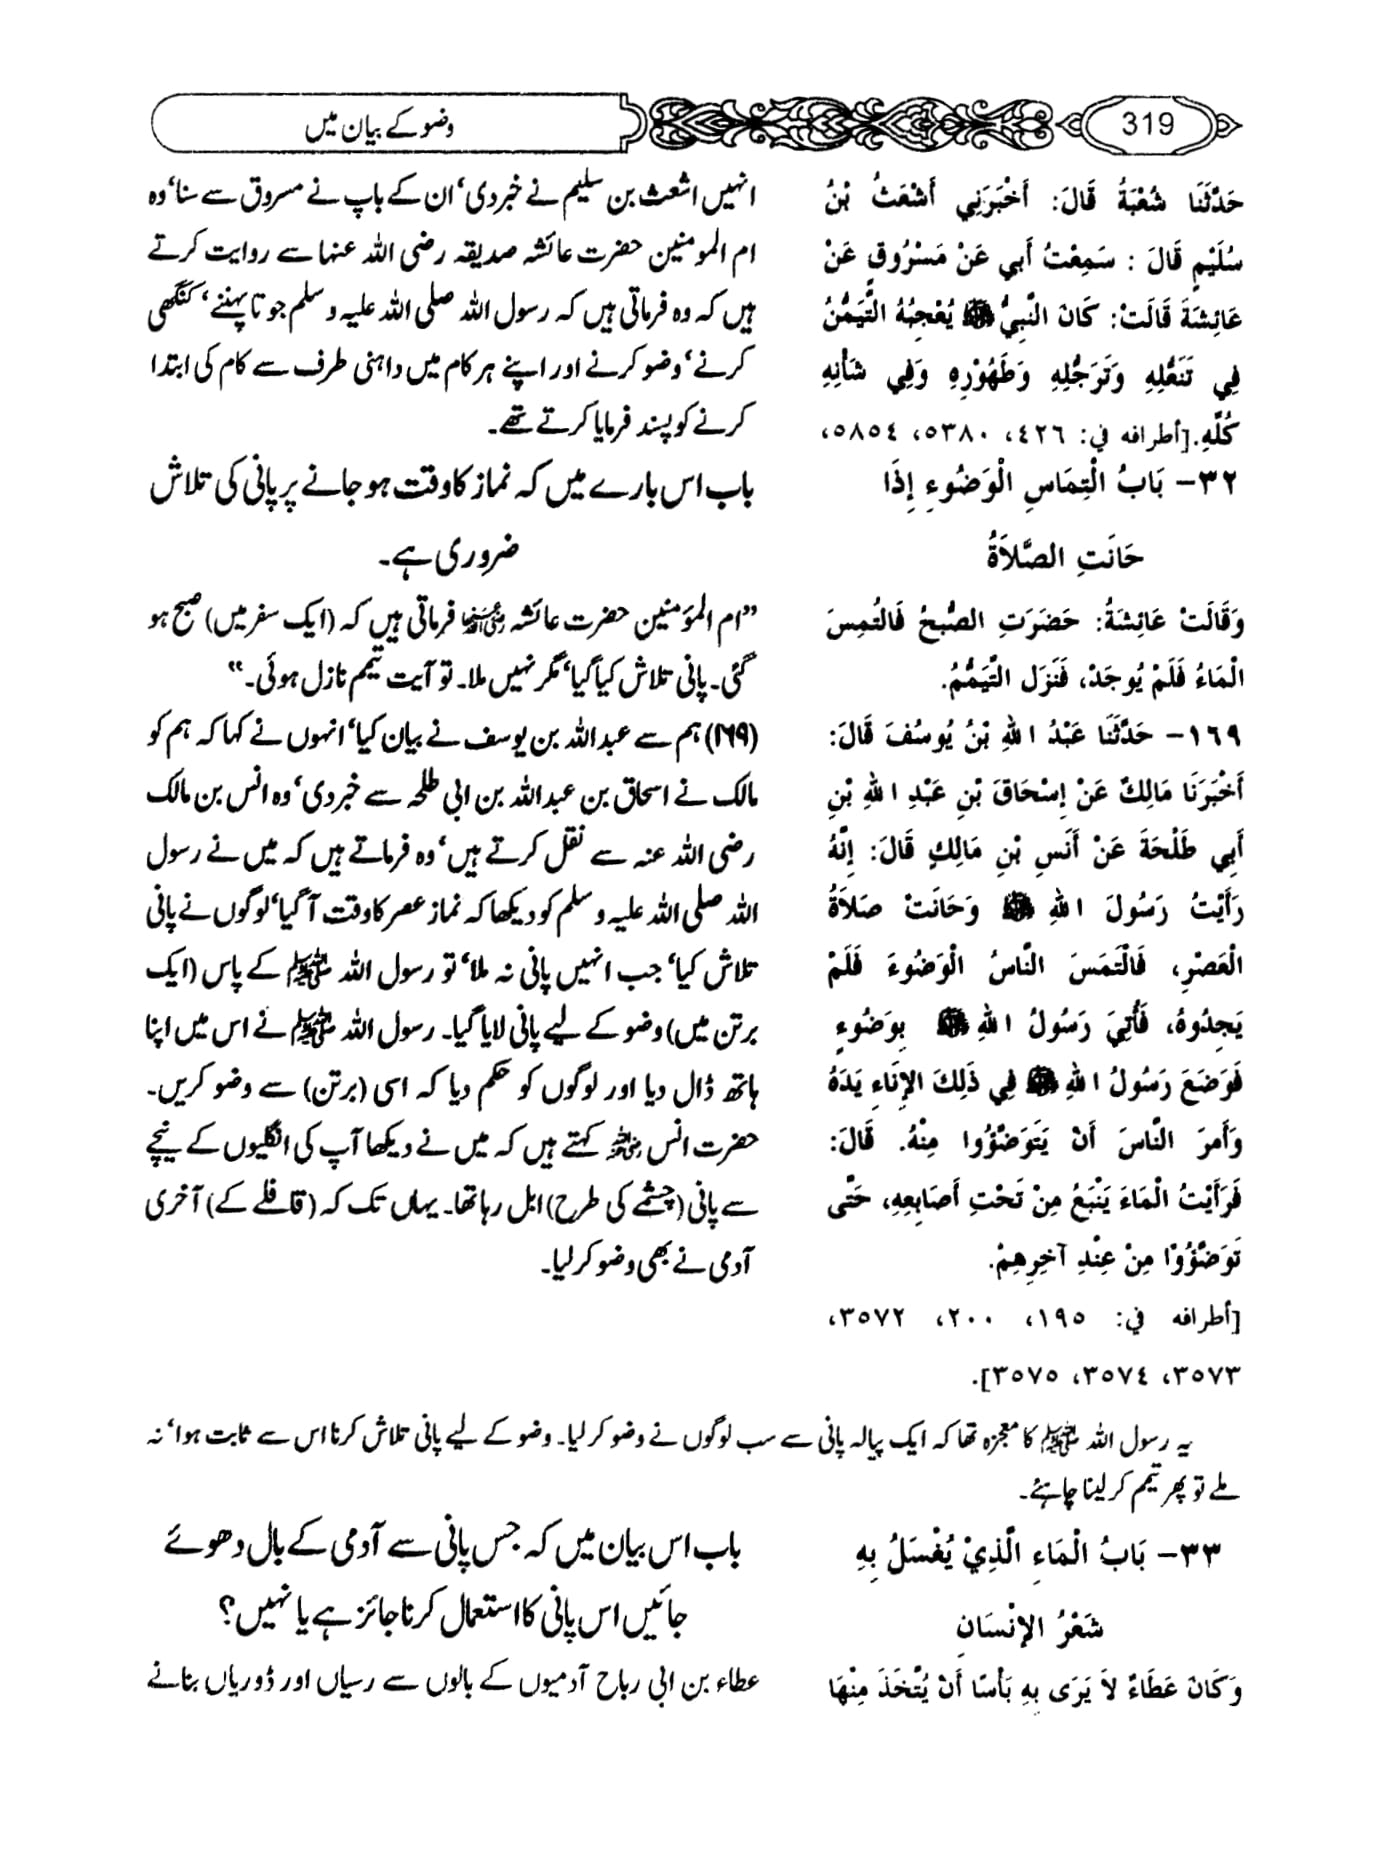 319
وضو کے بیان میں
حَدَّثَنَا شُعْبَةُ قَالَ: أَخْبَرَنِي أَشْعَثُ بْنُ
سُلَيْمٍ قَالَ : سَمِعْتُ أَبِي عَنْ مَسْرُوقٍ عَنْ
عَائِشَةَ قَالَتْ: كَانَ النَّبِيُّ ﷺ يُعْجِبُهُ التَّيَمُّنُ
فِي تَنَعُّلِهِ وَتَرَجُّلِهِ وَطَهُوْرِهِ وَفِي شَأْنِهِ
كُلِّهِ.[أطرافه في: ٤٢٦، ٥٣٨٠، ٥٨٥٤،
٣٢- بَابُ الْتِمَاسِ الْوَضُوءِ إِذَا
حَانَتِ الصَّلاَةُ
وَقَالَتْ عَائِشَةُ: حَضَرَتِ الصُّبْحُ فَالتُمِسَ
الْمَاءُ فَلَمْ يُوجَدْ، فَنَزَلَ التَّيَمُّمُ.
١٦٩- حَدَّثَنَا عَبْدُ اللهِ بْنُ يُوسُفَ قَالَ:
أَخْبَرَنَا مَالِكٌ عَنْ إِسْحَاقَ بْنِ عَبْدِ اللهِ بْنِ
أَبِي طَلْحَةَ عَنْ أَنَسِ بْنِ مَالِكٍ قَالَ: إِنَّهُ
رَأَيْتُ رَسُولَ اللهِ ﷺ وَحَانَتْ صَلاَةُ
الْعَصْرِ، فَالْتَمَسَ النَّاسُ الْوَضُوءَ فَلَمْ
يَجِدُوهُ، فَأُتِيَ رَسُولُ اللهِ ﷺ بِوَضُوءٍ
فَوَضَعَ رَسُولُ اللهِ ﷺ فِي ذَلِكَ الإِنَاءِ يَدَهُ
وَأَمَرَ النَّاسَ أَنْ يَتَوَضَّؤُوا مِنْهُ. قَالَ:
فَرَأَيْتُ الْمَاءَ يَنْبَعُ مِنْ تَحْتِ أَصَابِعِهِ، حَتَّى
تَوَضَّؤُوْا مِنْ عِنْدِ آخِرِهِمْ.
[أطرافه في: ١٩٥، ٢٠٠، ٣٥٧٢،
٣٥٧٣، ٣٥٧٤، ٣٥٧٥].
انہیں اشعث بن سلیم نے خبر دی‘ ان کے باپ نے مسروق سے سنا‘ وہ
ام المومنین حضرت عائشہ صدیقہ رضی اللہ عنہا سے روایت کرتے
ہیں کہ وہ فرماتی ہیں کہ رسول اللہ صلی اللہ علیہ وسلم جوتا پہننے‘ کنگھی
کرنے‘ وضو کرنے اور اپنے ہر کام میں داہنی طرف سے کام کی ابتدا
کرنے کو پسند فرمایا کرتے تھے۔
باب اس بارے میں کہ نماز کا وقت ہو جانے پر پانی کی تلاش
ضروری ہے۔
”ام المؤمنین حضرت عائشہ رضی اللہ عنہا فرماتی ہیں کہ (ایک سفر میں) صبح ہو
گئی۔ پانی تلاش کیا گیا‘ مگر نہیں ملا۔ تو آیت تیمم نازل ہوئی۔“
(۱۶۹) ہم سے عبداللہ بن یوسف نے بیان کیا‘ انہوں نے کہا کہ ہم کو
مالک نے اسحاق بن عبداللہ بن ابی طلحہ سے خبر دی‘ وہ انس بن مالک
رضی اللہ عنہ سے نقل کرتے ہیں‘ وہ فرماتے ہیں کہ میں نے رسول
اللہ صلی اللہ علیہ وسلم کو دیکھا کہ نماز عصر کا وقت آ گیا‘ لوگوں نے پانی
تلاش کیا‘ جب انہیں پانی نہ ملا‘ تو رسول اللہ ﷺ کے پاس (ایک
برتن میں) وضو کے لیے پانی لایا گیا۔ رسول اللہ ﷺ نے اس میں اپنا
ہاتھ ڈال دیا اور لوگوں کو حکم دیا کہ اسی (برتن) سے وضو کریں۔
حضرت انس رضی اللہ عنہ کہتے ہیں کہ میں نے دیکھا آپ کی انگلیوں کے نیچے
سے پانی (چشمے کی طرح) ابل رہا تھا۔ یہاں تک کہ (قافلے کے) آخری
آدمی نے بھی وضو کر لیا۔
یہ رسول اللہ ﷺ کا معجزہ تھا کہ ایک پیالہ پانی سے سب لوگوں نے وضو کر لیا۔ وضو کے لیے پانی تلاش کرنا اس سے ثابت ہوا‘ نہ
ملے تو پھر تیمم کر لینا چاہئے۔
٣٣- بَابُ الْمَاءِ الَّذِيْ يُغْسَلُ بِهِ
شَعْرُ الإِنْسَانِ
وَكَانَ عَطَاءٌ لاَ يَرَى بِهِ بَأْسًا أَنْ يُتَّخَذَ مِنْهَا
باب اس بیان میں کہ جس پانی سے آدمی کے بال دھوئے
جائیں اس پانی کا استعمال کرنا جائز ہے یا نہیں؟
عطاء بن ابی رباح آدمیوں کے بالوں سے رسیاں اور ڈوریاں بنانے